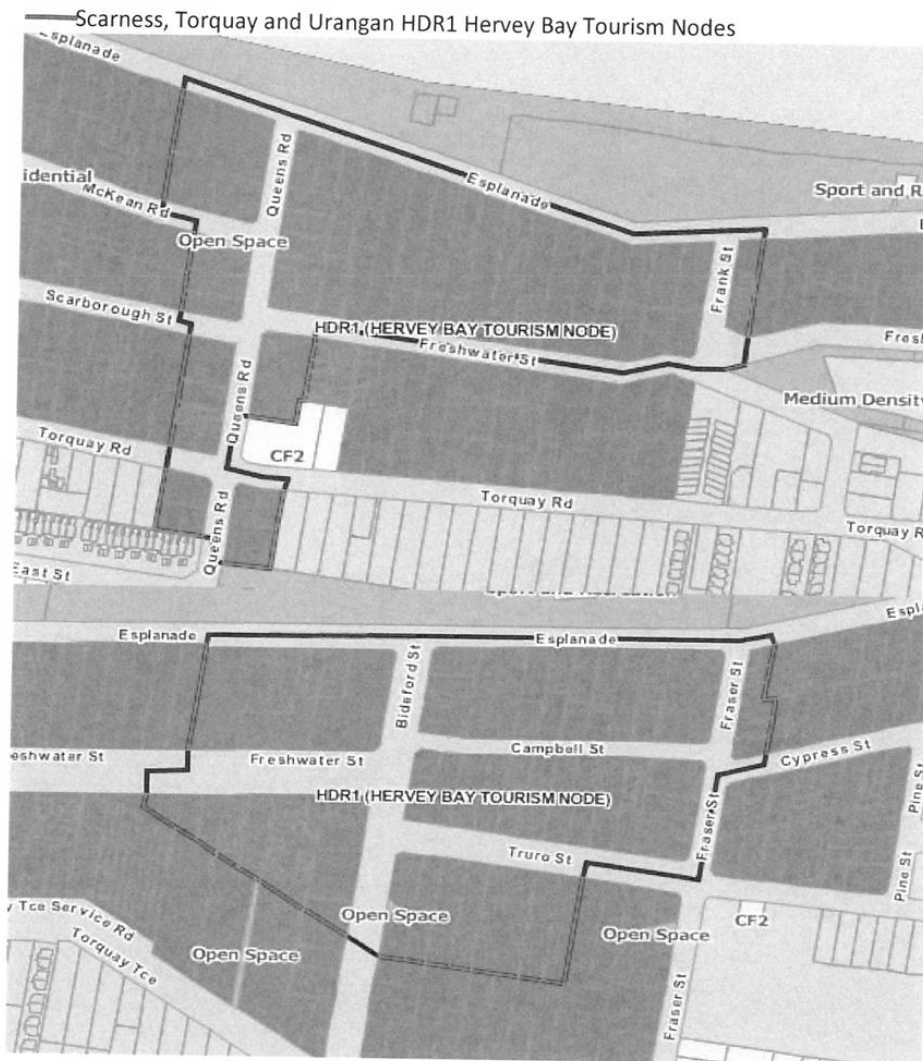 Scarness, Torquay and Urangan HDR1 Hervey Bay Tourism Nodes
Esplanade
Queens Rd
Esplanade
Sport and R
idential
McKean Rd
Open Space
Frank St
Scarborough St
HDR1 (HERVEY BAY TOURISM NODE)
Freshwater St
Fresh
Queens Rd
Medium Density
Torquay Rd
CF2
Torquay Rd
Torquay R
Queens Rd
East St
Esplanade
Esplanade
Espla
Bideford St
Fraser St
eshwater St
Freshwater St
Campbell St
Cypress St
HDR1 (HERVEY BAY TOURISM NODE)
Fraser St
Pine St
Truro St
Pine St
y Tce Service Rd
Open Space
Open Space
Open Space
CF2
Torquay Tce
Fraser St